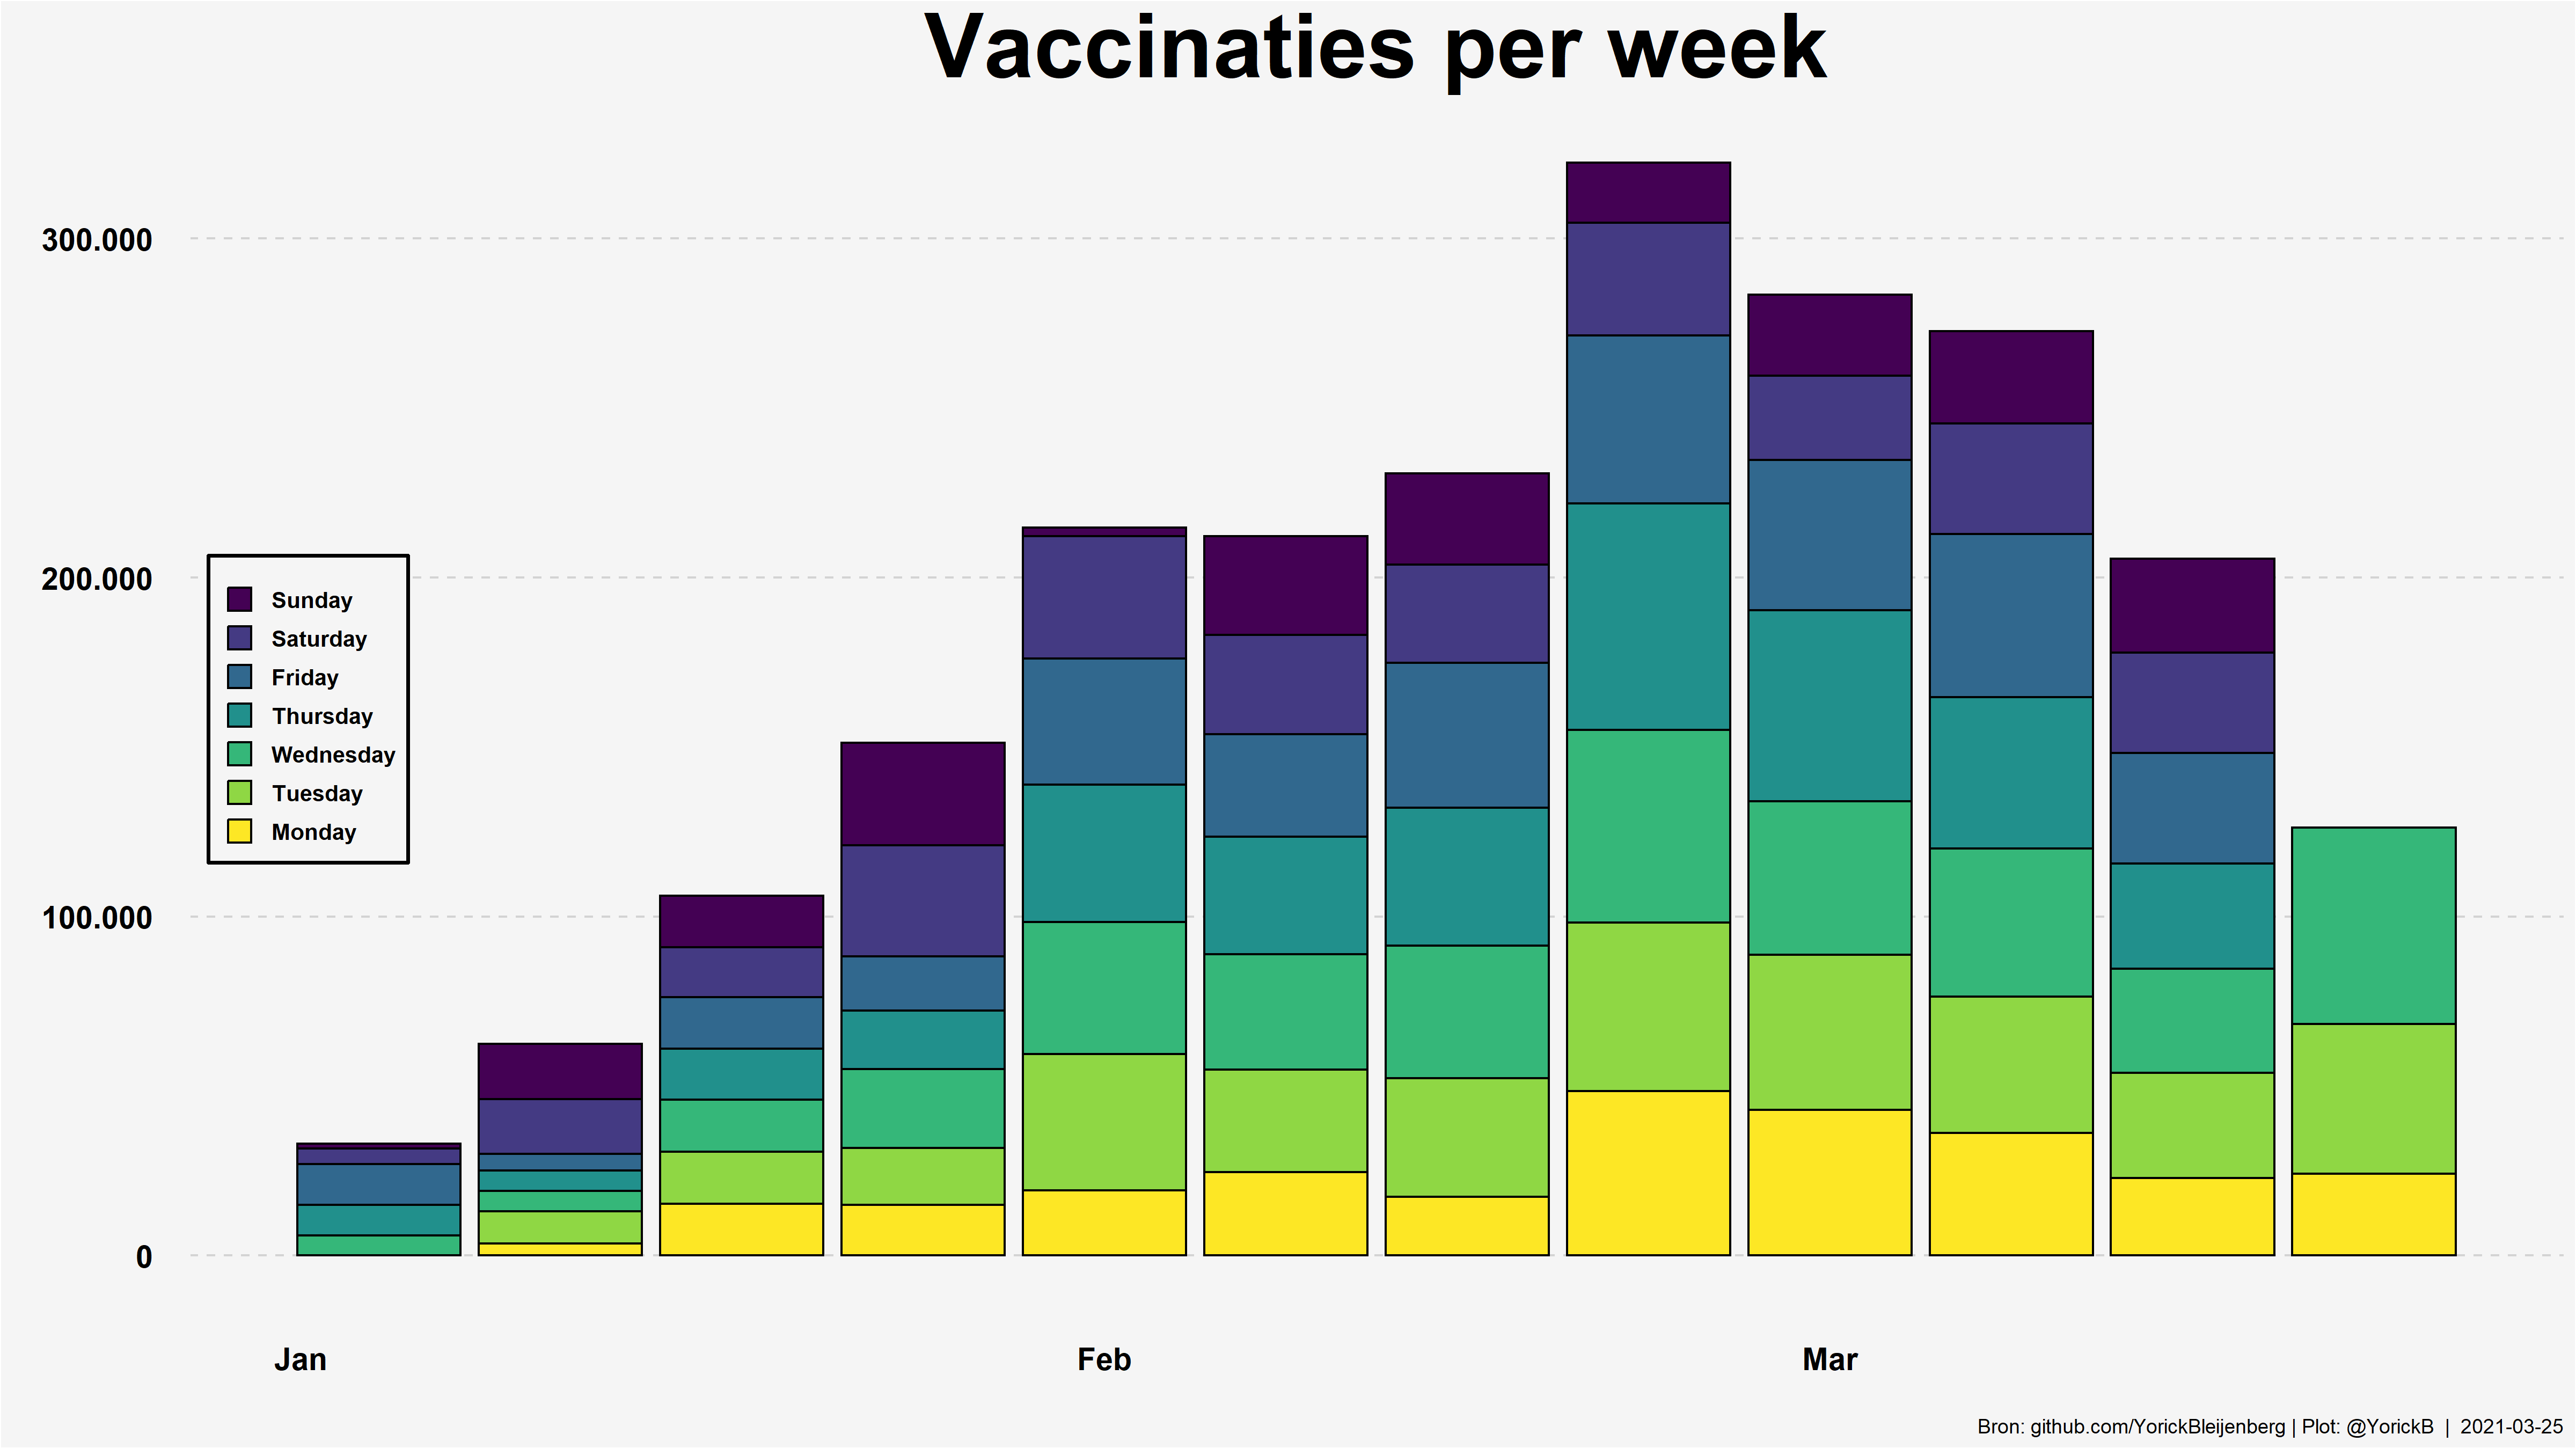 Vaccinaties per week
300.000
200.000
100.000
0
Sunday
Saturday
Friday
Thursday
Wednesday
Tuesday
Monday
Jan Feb Mar
Bron: github.com/YorickBleijenberg | Plot: @YorickB | 2021-03-25